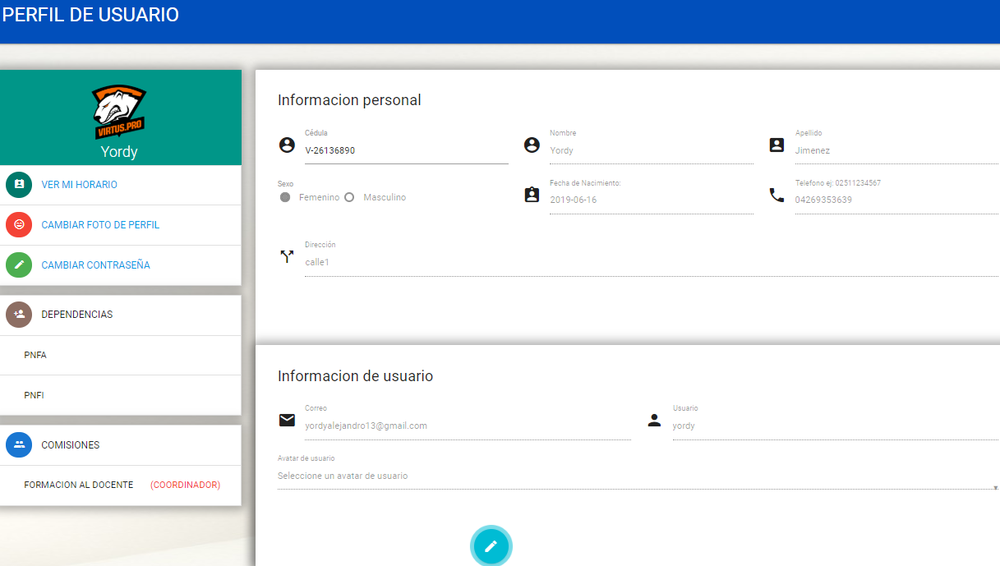 PERFIL DE USUARIO
VIRTUS.PRO
Yordy
VER MI HORARIO
CAMBIAR FOTO DE PERFIL
CAMBIAR CONTRASEÑA
DEPENDENCIAS
PNFA
PNFI
COMISIONES
FORMACION AL DOCENTE (COORDINADOR)
Informacion personal
Cédula
V-26136890
Nombre
Yordy
Apellido
Jimenez
Sexo
Femenino Masculino
Fecha de Nacimiento:
2019-06-16
Telefono ej: 02511234567
04269353639
Dirección
calle1
Informacion de usuario
Correo
yordyalejandro13@gmail.com
Usuario
yordy
Avatar de usuario
Seleccione un avatar de usuario